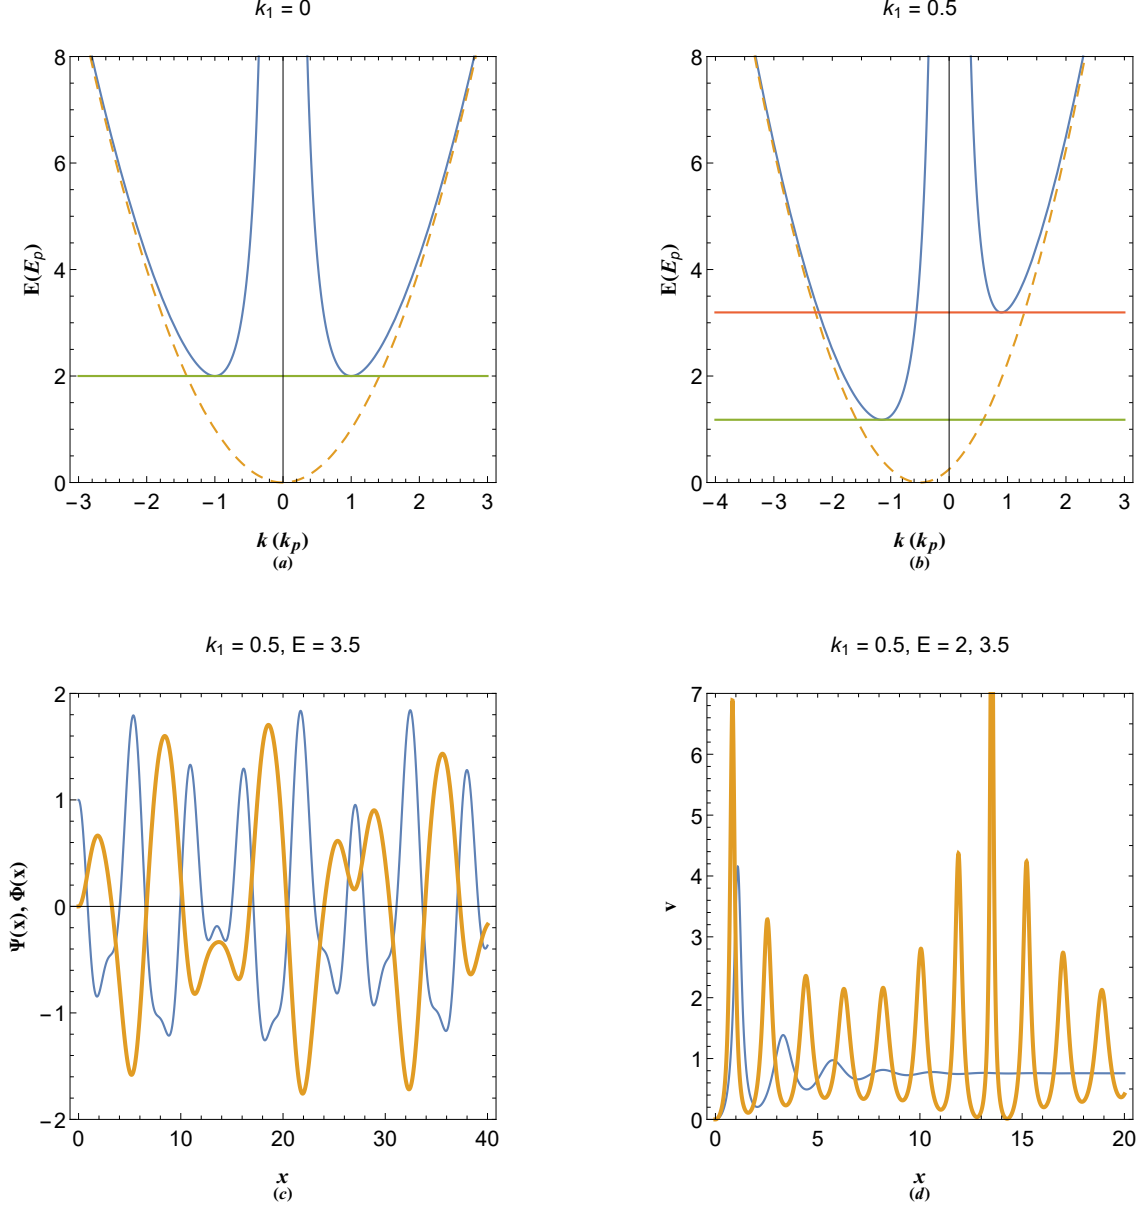 k₁ = 0
8
6
4
2
0
E(Eₚ)
−3 −2 −1 0 1 2 3
k (kₚ)
(a)
k₁ = 0.5
8
6
4
2
0
E(Eₚ)
−4 −3 −2 −1 0 1 2 3
k (kₚ)
(b)
k₁ = 0.5, E = 3.5
2
1
0
−1
−2
Ψ(x), Φ(x)
0 10 20 30 40
x
(c)
k₁ = 0.5, E = 2, 3.5
7
6
5
4
3
2
1
0
v
0 5 10 15 20
x
(d)